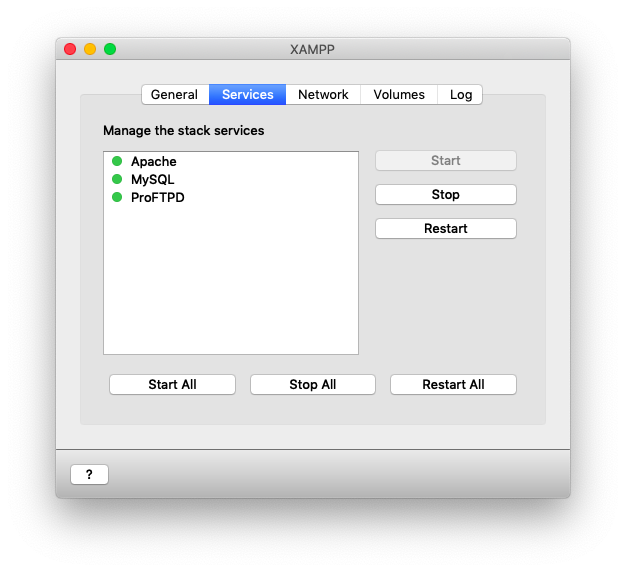 XAMPP
General Services Network Volumes Log
Manage the stack services
Apache
MySQL
ProFTPD
Start
Stop
Restart
Start All Stop All Restart All
?